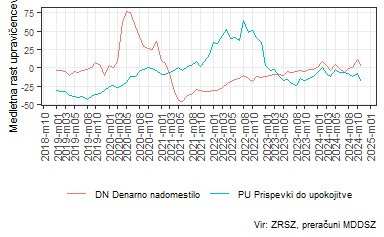 Medletna rast upravičencev
75
50
25
0
-25
-50
2018-m10
2019-m01
2019-m03
2019-m05
2019-m08
2019-m10
2020-m01
2020-m03
2020-m05
2020-m08
2020-m10
2021-m01
2021-m03
2021-m05
2021-m08
2021-m10
2022-m01
2022-m03
2022-m05
2022-m08
2022-m10
2023-m01
2023-m03
2023-m05
2023-m08
2023-m10
2024-m01
2024-m03
2024-m05
2024-m08
2024-m10
2025-m01
DN Denarno nadomestilo
PU Prispevki do upokojitve
Vir: ZRSZ, preračuni MDDSZ